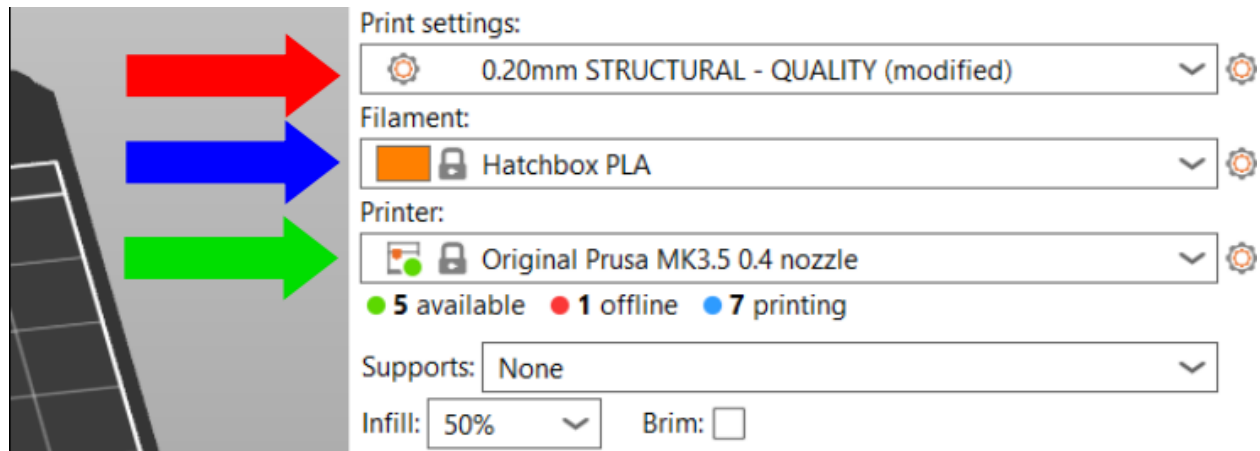 Print settings:
0.20mm STRUCTURAL - QUALITY (modified)
Filament:
Hatchbox PLA
Printer:
Original Prusa MK3.5 0.4 nozzle
5 available 1 offline 7 printing
Supports: None
Infill: 50% Brim: